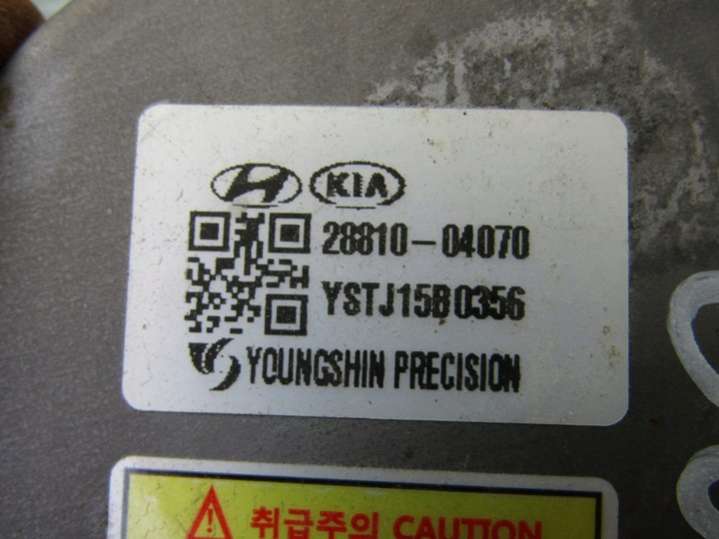 KIA
28810-04070
YSTJ15B0356
YOUNGSHIN PRECISION
취급주의 CAUTION